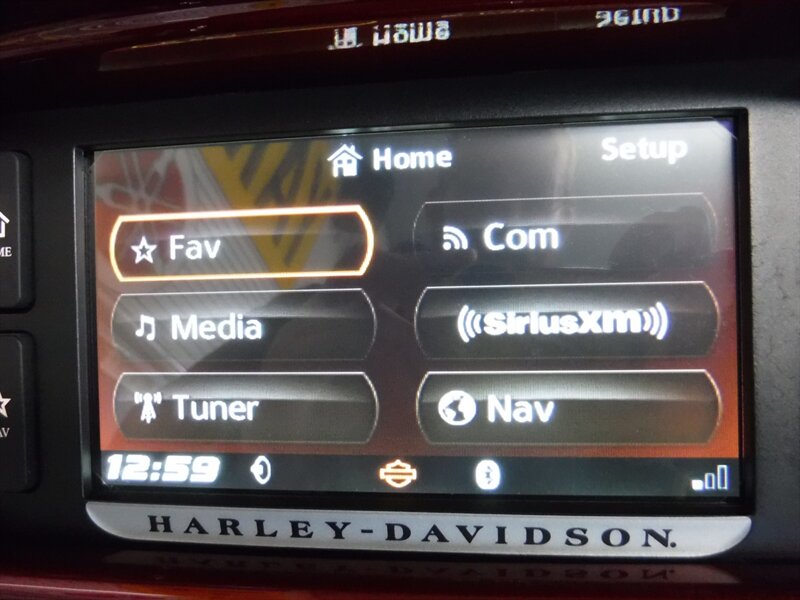 Home Setup
Fav Com
Media SiriusXM
Tuner Nav
12:59
HARLEY-DAVIDSON.